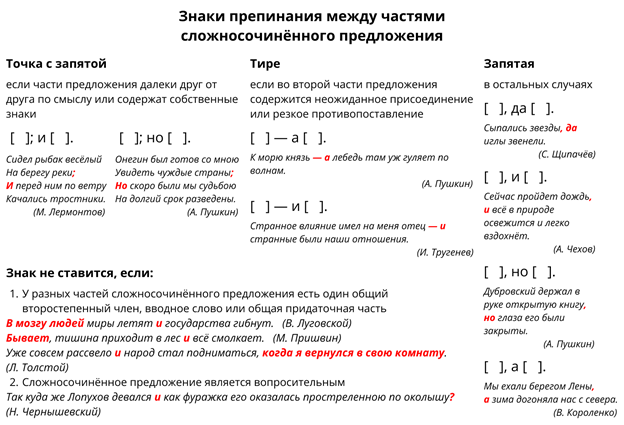 Знаки препинания между частями
сложносочинённого предложения
Точка с запятой
если части предложения далеки друг от
друга по смыслу или содержат собственные
знаки
[ ]; и [ ].
Сидел рыбак весёлый
На берегу реки;
И перед ним по ветру
Качались тростники.
(М. Лермонтов)
[ ]; но [ ].
Онегин был готов со мною
Увидеть чуждые страны;
Но скоро были мы судьбою
На долгий срок разведены.
(А. Пушкин)
Тире
если во второй части предложения
содержится неожиданное присоединение
или резкое противопоставление
[ ] — а [ ].
К морю князь — а лебедь там уж гуляет по
волнам.
(А. Пушкин)
[ ] — и [ ].
Странное влияние имел на меня отец — и
странные были наши отношения.
(И. Тургенев)
Запятая
в остальных случаях
[ ], да [ ].
Сыпались звезды, да
иглы звенели.
(С. Щипачёв)
[ ], и [ ].
Сейчас пройдет дождь,
и всё в природе
освежится и легко
вздохнёт.
(А. Чехов)
[ ], но [ ].
Дубровский держал в
руке открытую книгу,
но глаза его были
закрыты.
(А. Пушкин)
[ ], а [ ].
Мы ехали берегом Лены,
а зима догоняла нас с севера.
(В. Короленко)
Знак не ставится, если:
1. У разных частей сложносочинённого предложения есть один общий
второстепенный член, вводное слово или общая придаточная часть
В мозгу людей миры летят и государства гибнут. (В. Луговской)
Бывает, тишина приходит в лес и всё смолкает. (М. Пришвин)
Уже совсем рассвело и народ стал подниматься, когда я вернулся в свою комнату.
(Л. Толстой)
2. Сложносочинённое предложение является вопросительным
Так куда же Лопухов девался и как фуражка его оказалась простреленною по околышу?
(Н. Чернышевский)